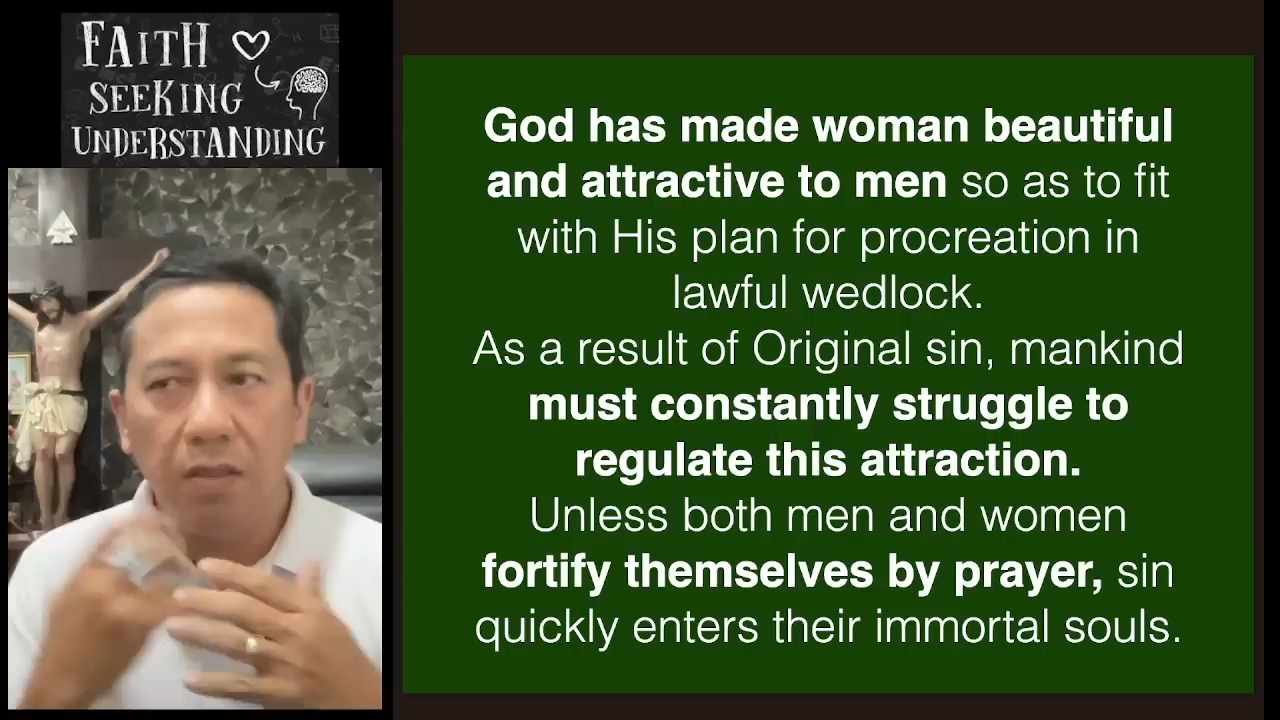 FAITH
SEEKING
UNDERSTANDING
God has made woman beautiful
and attractive to men so as to fit
with His plan for procreation in
lawful wedlock.
As a result of Original sin, mankind
must constantly struggle to
regulate this attraction.
Unless both men and women
fortify themselves by prayer, sin
quickly enters their immortal souls.